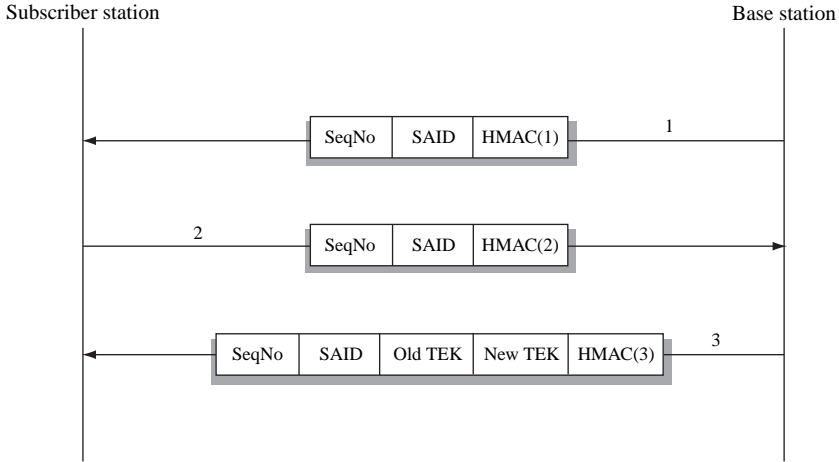 Subscriber station
Base station
SeqNo SAID HMAC(1) 1
2 SeqNo SAID HMAC(2)
SeqNo SAID Old TEK New TEK HMAC(3) 3